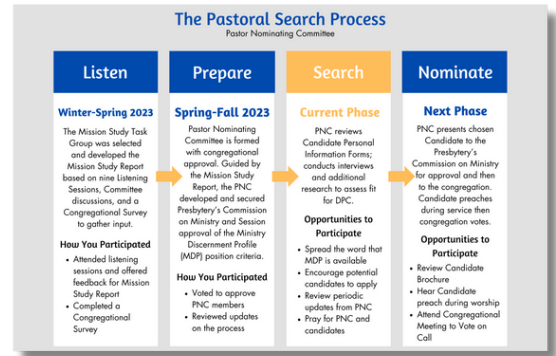 The Pastoral Search Process
Pastor Nominating Committee
Listen
Winter-Spring 2023
The Mission Study Task
Group was selected
and developed the
Mission Study Report
based on nine Listening
Sessions, Committee
discussions, and a
Congregational Survey
to gather input.
How You Participated
• Attended listening
sessions and offered
feedback for Mission
Study Report
• Completed a
Congregational
Survey
Prepare
Spring-Fall 2023
Pastor Nominating
Committee is formed
with congregational
approval. Guided by
the Mission Study
Report, the PNC
developed and secured
Presbytery's Commission
on Ministry and Session
approval of the Ministry
Discernment Profile
(MDP) position criteria.
How You Participated
• Voted to approve
PNC members
• Reviewed updates
on the process
Search
Current Phase
PNC reviews
Candidate Personal
Information Forms;
conducts interviews
and additional
research to assess fit
for DPC.
Opportunities to
Participate
• Spread the word that
MDP is available
• Encourage potential
candidates to apply
• Review periodic
updates from PNC
• Pray for PNC and
candidates
Nominate
Next Phase
PNC presents chosen
Candidate to the
Presbytery's
Commission on Ministry
for approval and then
to the congregation.
Candidate preaches
during service then
congregation votes.
Opportunities to
Participate
• Review Candidate
Brochure
• Hear Candidate
preach during worship
• Attend Congregational
Meeting to Vote on
Call